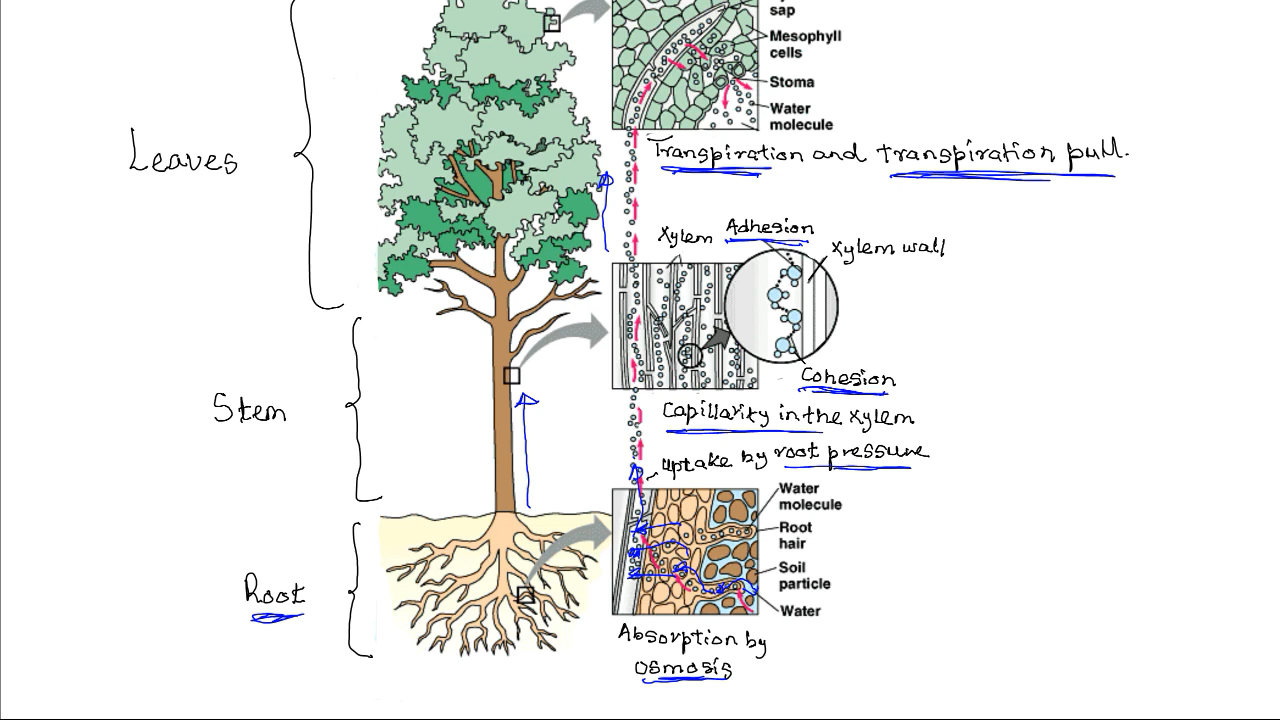 sap
Mesophyll
cells
Stoma
Water
molecule
Leaves
Transpiration and transpiration pull.
Xylem
Adhesion
Xylem wall
Cohesion
Stem
Capillarity in the xylem
uptake by root pressure
Water
molecule
Root
hair
Soil
particle
Water
Root
Absorption by
osmosis